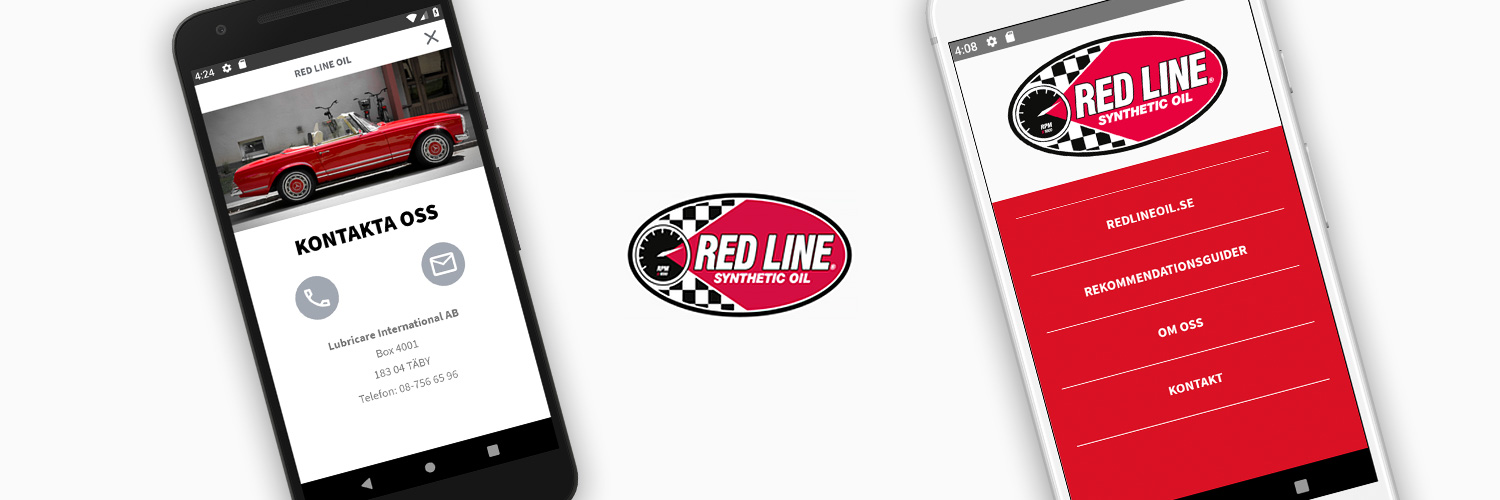 4:24
RED LINE OIL
KONTAKTA OSS
Lubricare International AB
Box 4001
183 04 TÄBY
Telefon: 08-756 65 96
RPM
RED LINE®
SYNTHETIC OIL
4:08
RPM
RED LINE®
SYNTHETIC OIL
REDLINEOIL.SE
REKOMMENDATIONSGUIDER
OM OSS
KONTAKT